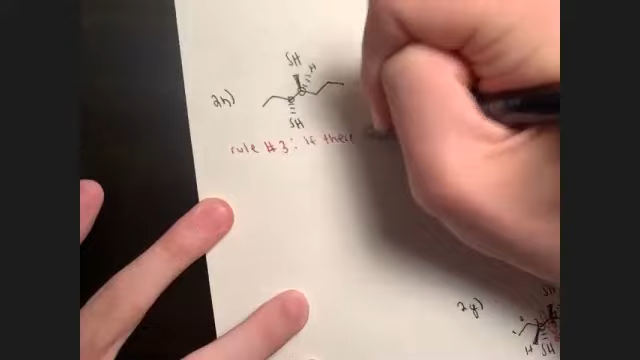 SH
H
2h)
SH
rule #3: If there
2g)
SH
H SH